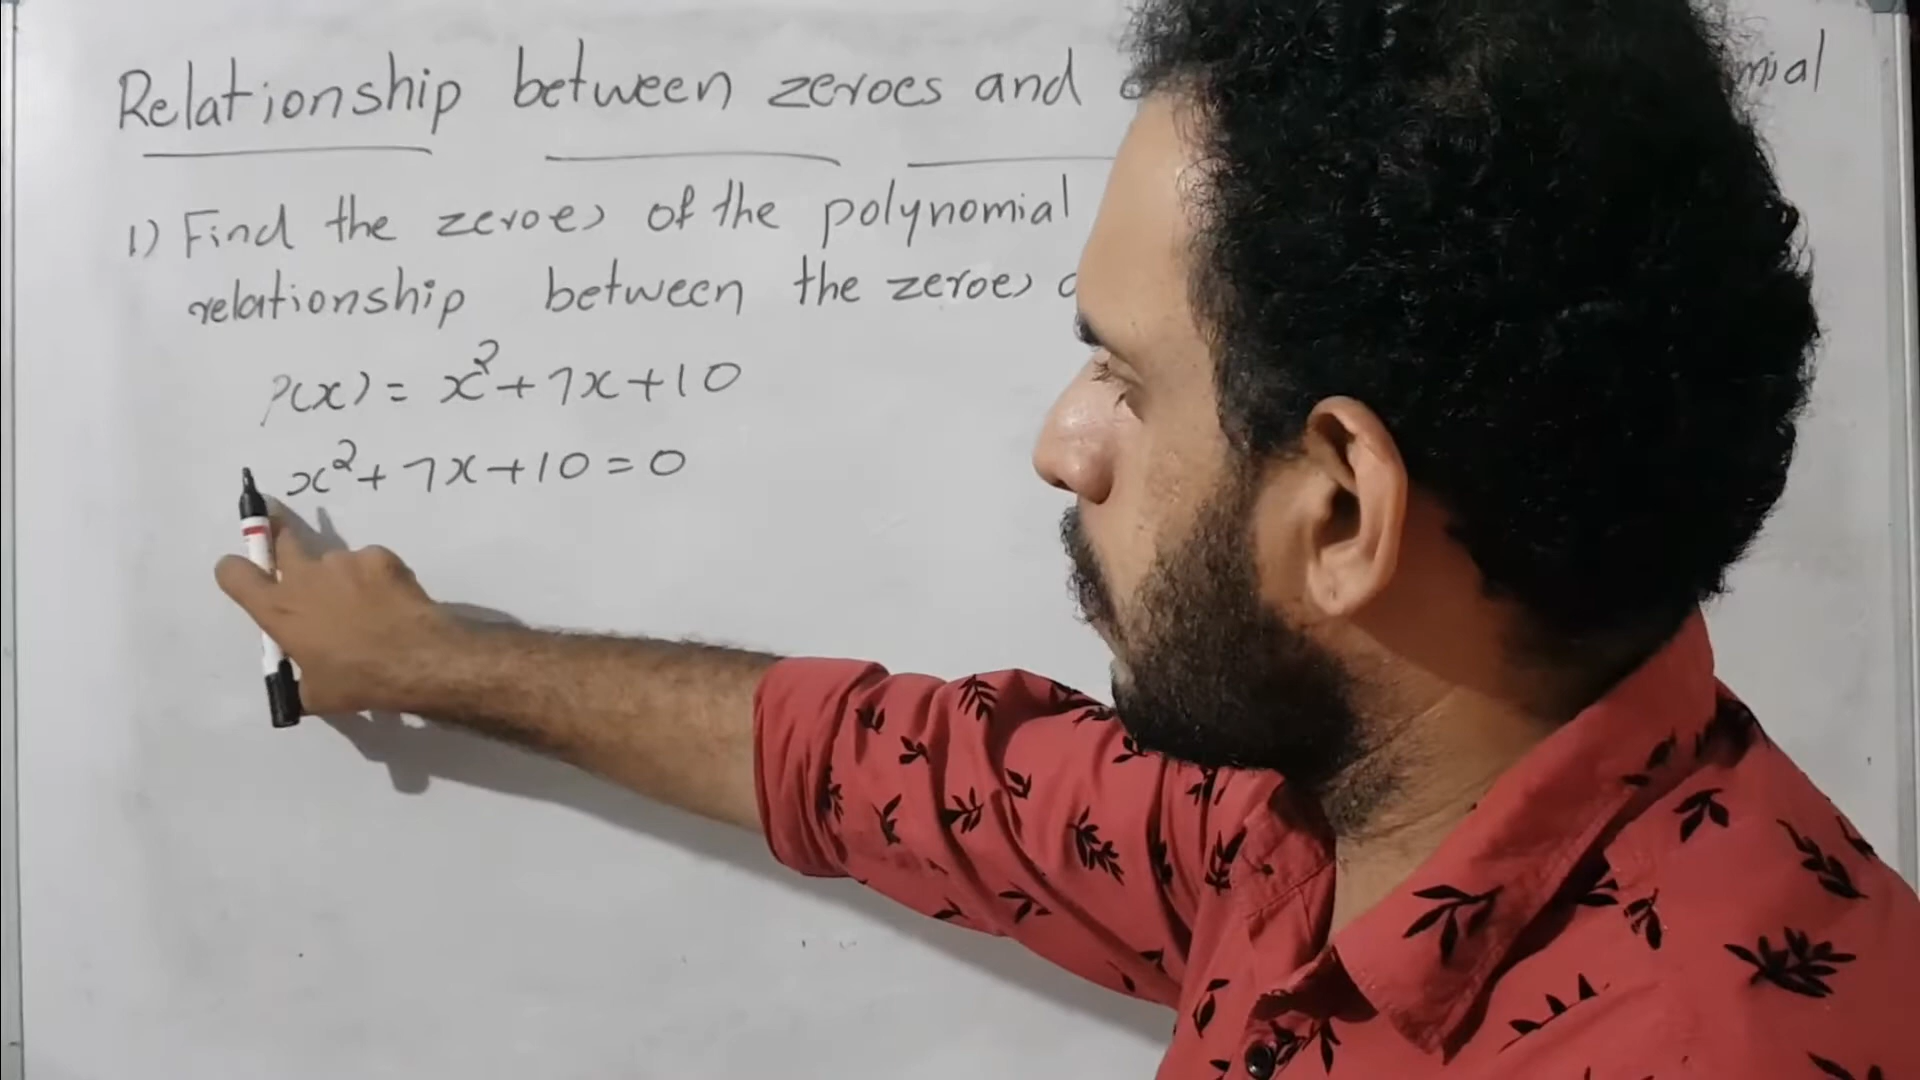 Relationship between zeroes and mial
1) Find the zeroes of the polynomial
relationship between the zeroes
P(x) = x² + 7x + 10
x² + 7x + 10 = 0